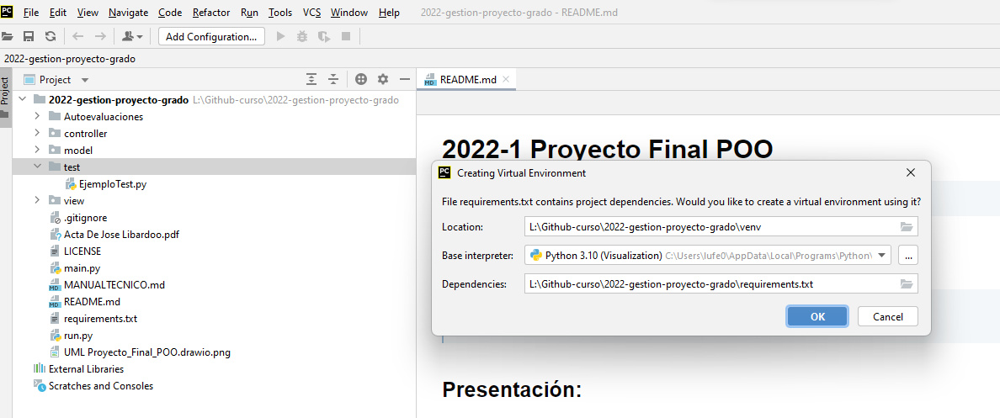 PC File Edit View Navigate Code Refactor Run Tools VCS Window Help 2022-gestion-proyecto-grado - README.md
Add Configuration...
2022-gestion-proyecto-grado
Project
Project
README.md
2022-gestion-proyecto-grado L:\Github-curso\2022-gestion-proyecto-grado
Autoevaluaciones
controller
model
test
EjemploTest.py
view
.gitignore
Acta De Jose Libardoo.pdf
LICENSE
main.py
MANUALTECNICO.md
README.md
requirements.txt
run.py
UML Proyecto_Final_POO.drawio.png
External Libraries
Scratches and Consoles
2022-1 Proyecto Final POO
PC Creating Virtual Environment
File requirements.txt contains project dependencies. Would you like to create a virtual environment using it?
Location: L:\Github-curso\2022-gestion-proyecto-grado\venv
Base interpreter: Python 3.10 (Visualization) C:\Users\lufe0\AppData\Local\Programs\Python\ ...
Dependencies: L:\Github-curso\2022-gestion-proyecto-grado\requirements.txt
OK Cancel
Presentación: